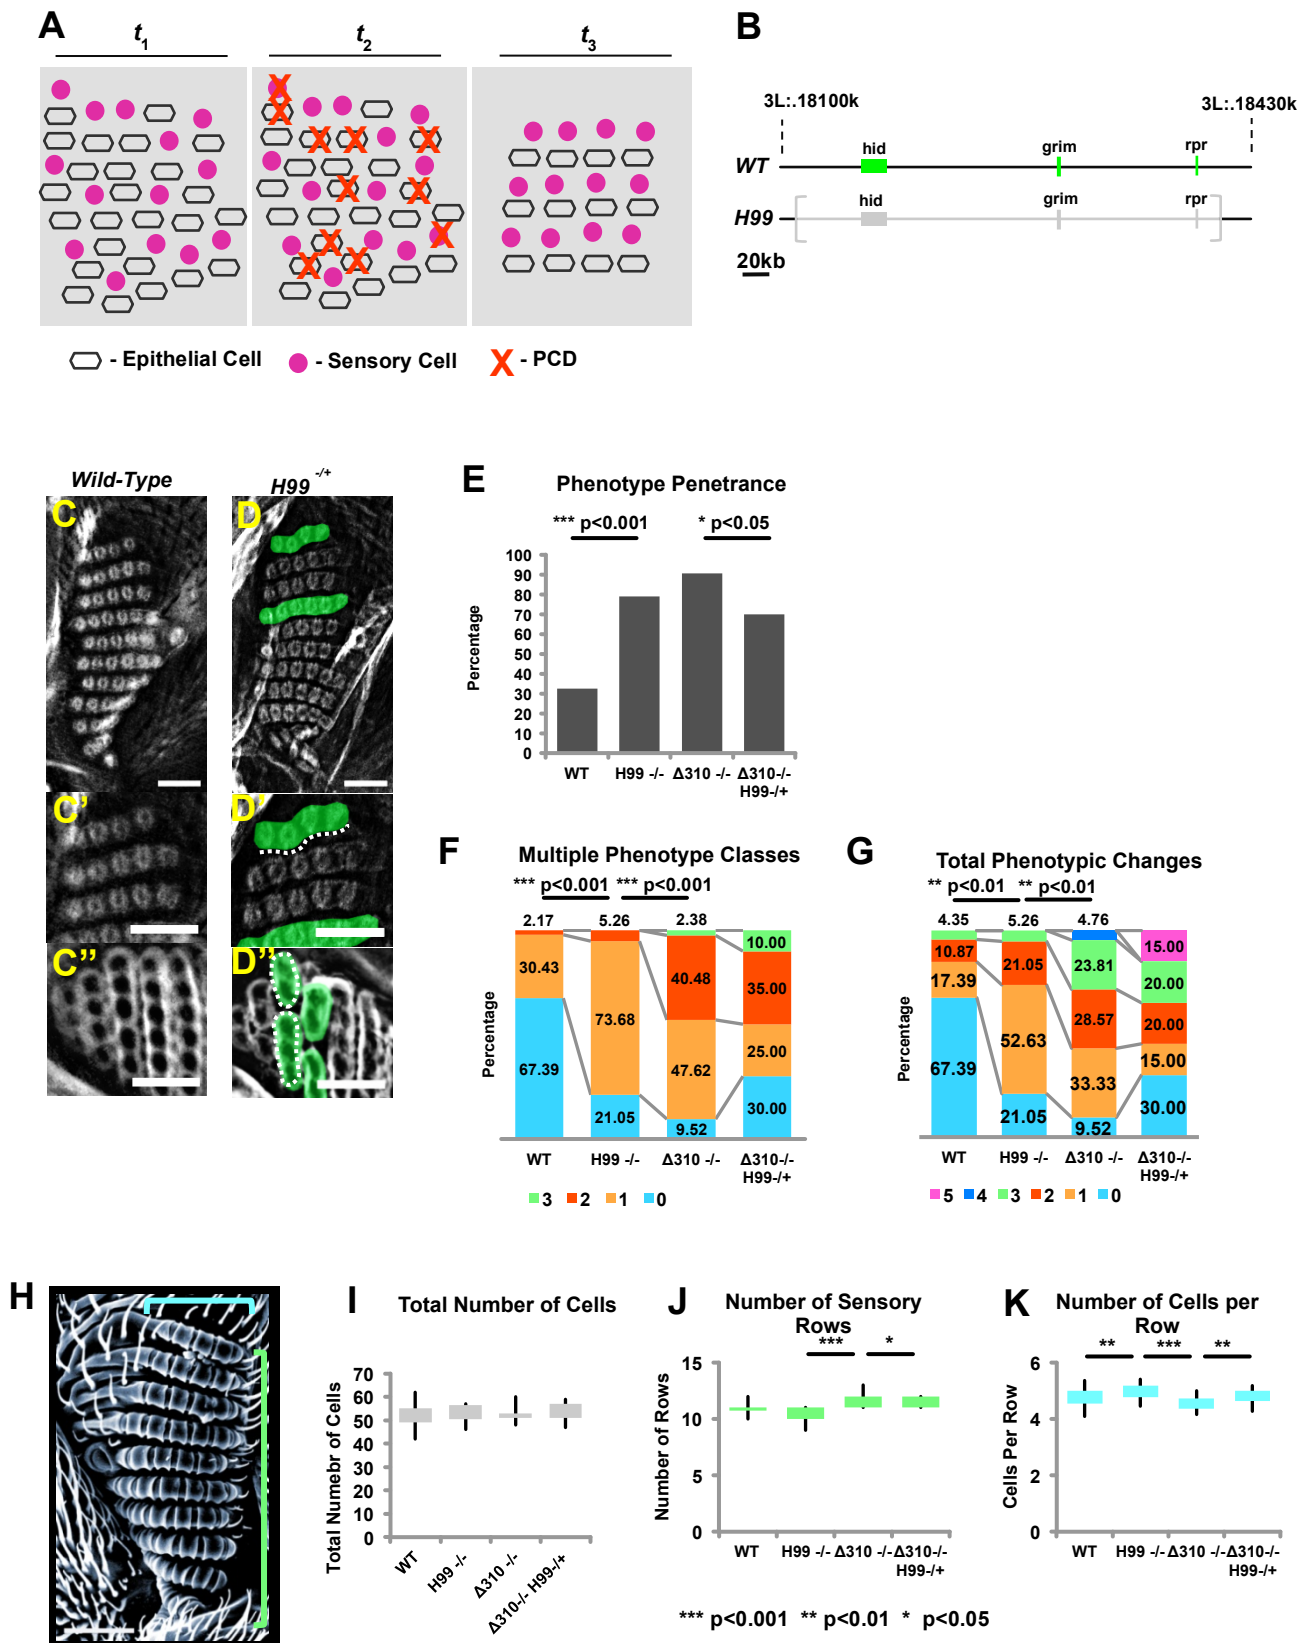 A
t1
t2
t3
- Epithelial Cell
- Sensory Cell
X - PCD
B
3L:.18100k
3L:.18430k
hid
grim
rpr
WT
hid
grim
rpr
H99
20kb
Wild-Type
H99 -/+
C
D
C'
D'
C''
D''
E
Phenotype Penetrance
*** p<0.001
* p<0.05
Percentage
100
90
80
70
60
50
40
30
20
10
0
WT
H99 -/-
Δ310 -/-
Δ310-/-
H99-/+
F
Multiple Phenotype Classes
*** p<0.001
*** p<0.001
Percentage
2.17
5.26
2.38
10.00
30.43
40.48
35.00
73.68
47.62
25.00
67.39
21.05
9.52
30.00
WT
H99 -/-
Δ310 -/-
Δ310-/-
H99-/+
3 2 1 0
G
Total Phenotypic Changes
** p<0.01
** p<0.01
Percentage
4.35
5.26
4.76
15.00
10.87
21.05
23.81
20.00
17.39
52.63
28.57
20.00
33.33
15.00
67.39
21.05
9.52
30.00
WT
H99 -/-
Δ310 -/-
Δ310-/-
H99-/+
5 4 3 2 1 0
H
I
Total Number of Cells
Total Numebr of Cells
70
60
50
40
30
20
10
0
WT
H99 -/-
Δ310 -/-
Δ310-/- H99-/+
J
Number of Sensory
Rows
***
*
Number of Rows
15
10
5
0
WT
H99 -/-
Δ310 -/-
Δ310-/-
H99-/+
K
Number of Cells per
Row
**
***
**
Cells Per Row
6
4
2
0
WT
H99 -/-
Δ310 -/-
Δ310-/-
H99-/+
*** p<0.001 ** p<0.01 * p<0.05